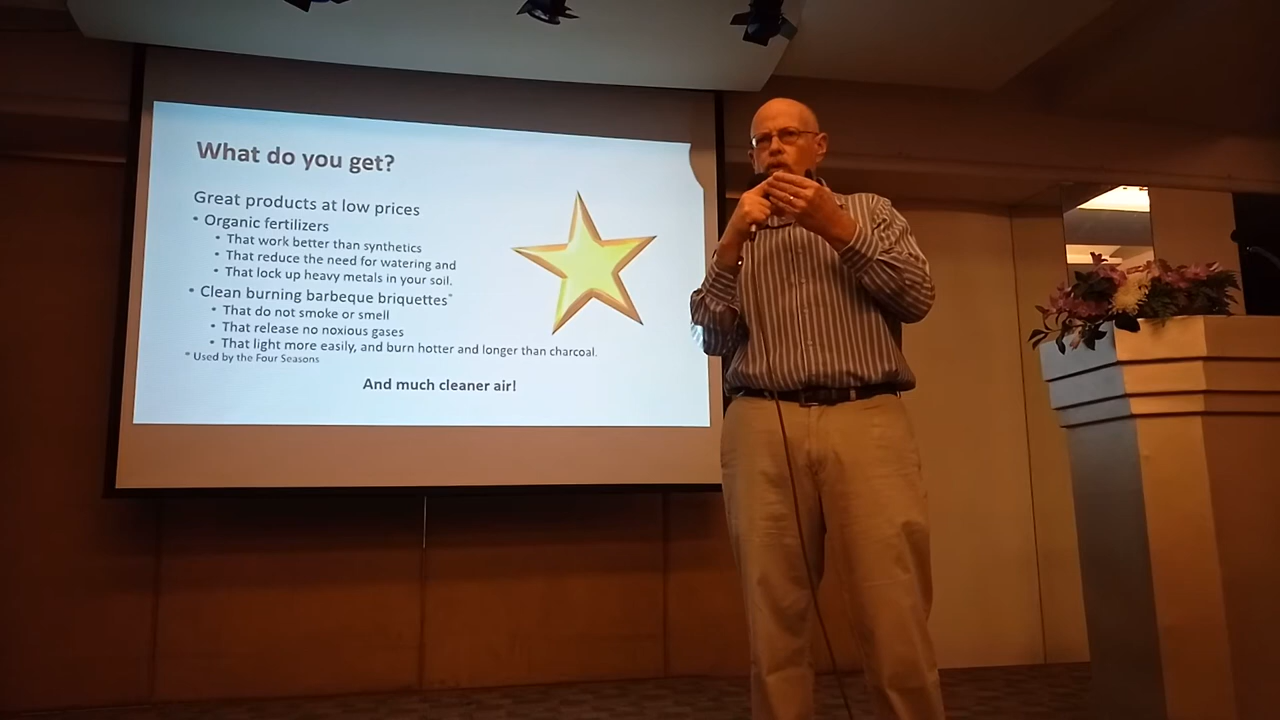 What do you get?
Great products at low prices
• Organic fertilizers
• That work better than synthetics
• That reduce the need for watering and
• That lock up heavy metals in your soil.
• Clean burning barbeque briquettes*
• That do not smoke or smell
• That release no noxious gases
• That light more easily, and burn hotter and longer than charcoal.
* Used by the Four Seasons
And much cleaner air!